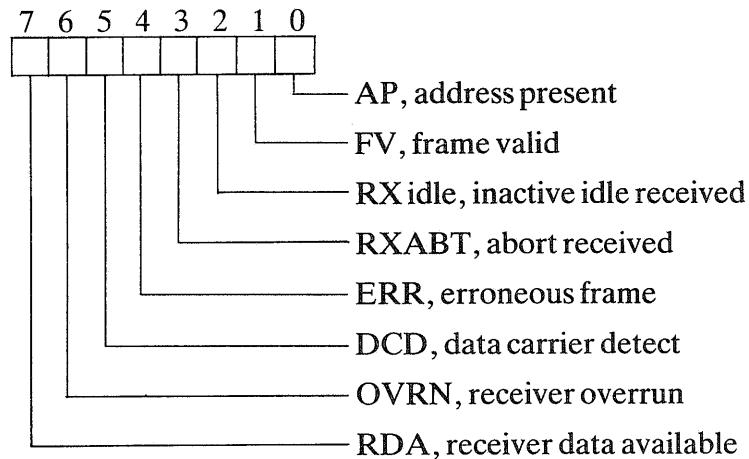 7 6 5 4 3 2 1 0
AP, address present
FV, frame valid
RX idle, inactive idle received
RXABT, abort received
ERR, erroneous frame
DCD, data carrier detect
OVRN, receiver overrun
RDA, receiver data available